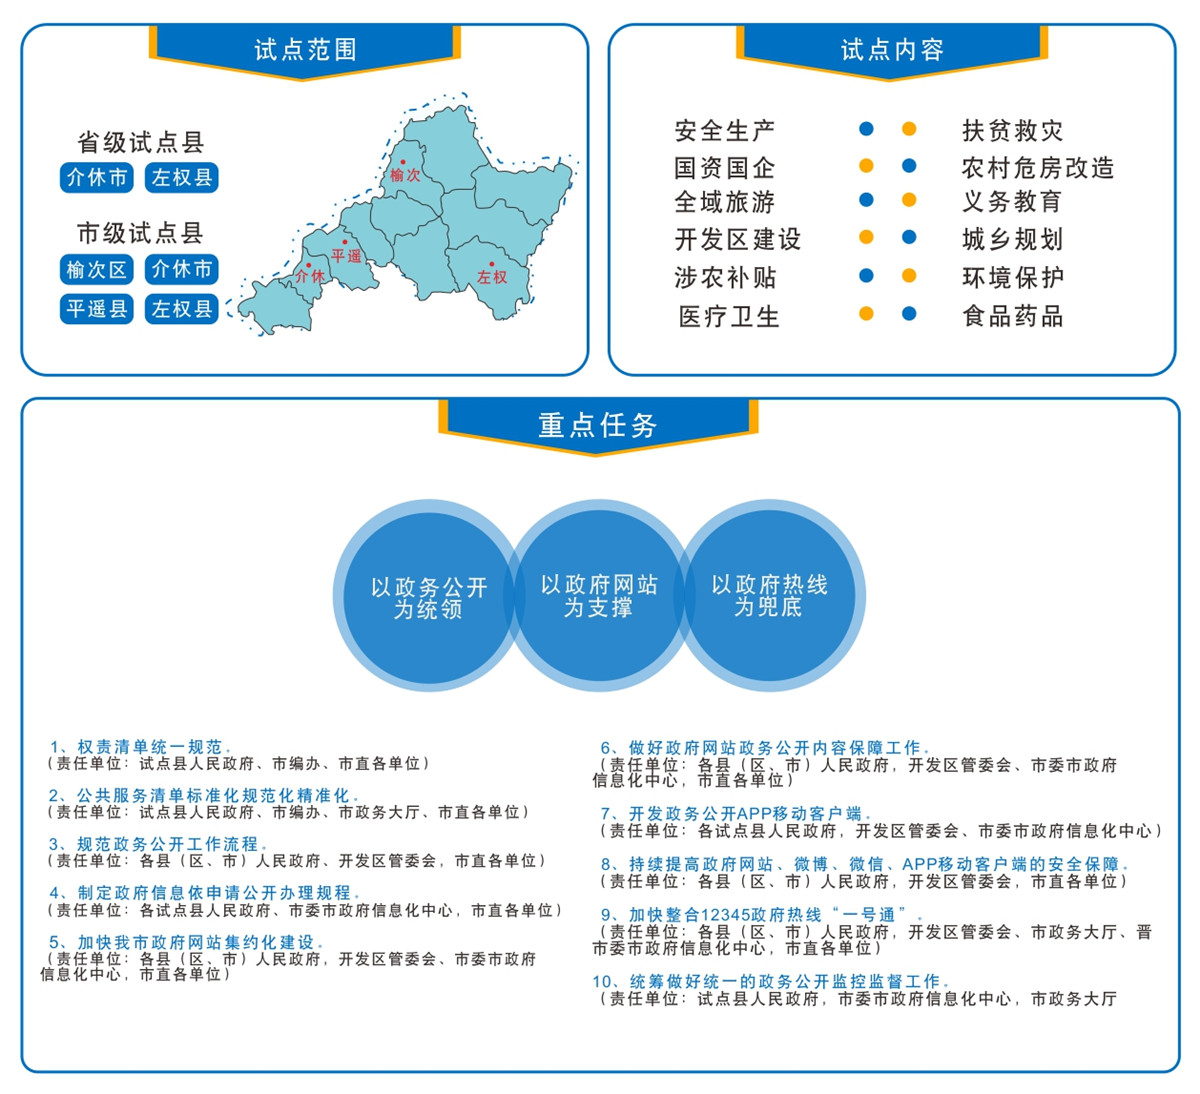 试点范围
省级试点县
介休市 左权县
市级试点县
榆次区 介休市
平遥县 左权县
榆次
平遥
介休
左权
试点内容
安全生产 扶贫救灾
国资国企 农村危房改造
全域旅游 义务教育
开发区建设 城乡规划
涉农补贴 环境保护
医疗卫生 食品药品
重点任务
以政务公开
为统领
以政府网站
为支撑
以政府热线
为兜底
1、权责清单统一规范。
（责任单位：试点县人民政府、市编办、市直各单位）
2、公共服务清单标准化规范化精准化。
（责任单位：试点县人民政府、市编办、市政务大厅、市直各单位）
3、规范政务公开工作流程。
（责任单位：各县（区、市）人民政府、开发区管委会，市直各单位）
4、制定政府信息依申请公开办理规程。
（责任单位：各试点县人民政府、市委市政府信息化中心，市直各单位）
5、加快我市政府网站集约化建设。
（责任单位：各县（区、市）人民政府，开发区管委会、市委市政府
信息化中心，市直各单位）
6、做好政府网站政务公开内容保障工作。
（责任单位：各县（区、市）人民政府，开发区管委会、市委市政府
信息化中心，市直各单位）
7、开发政务公开APP移动客户端。
（责任单位：各试点县人民政府，开发区管委会、市委市政府信息化中心）
8、持续提高政府网站、微博、微信、APP移动客户端的安全保障。
（责任单位：各县（区、市）人民政府，开发区管委会，市直各单位）
9、加快整合12345政府热线“一号通”。
（责任单位：各县（区、市）人民政府，开发区管委会、市政务大厅、晋
市委市政府信息化中心，市直各单位）
10、统筹做好统一的政务公开监控监督工作。
（责任单位：试点县人民政府，市委市政府信息化中心，市政务大厅